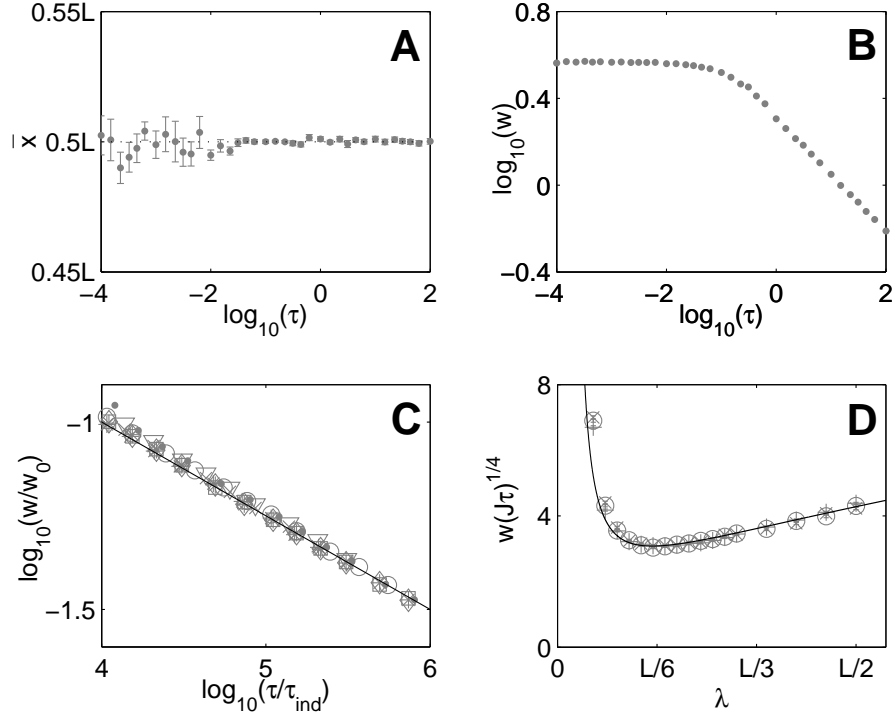 0.55L
A
x̄
0.5L
0.45L
−4
−2
0
2
log10(τ)
0.8
B
0.4
log10(w)
0
−0.4
−4
−2
0
2
log10(τ)
C
−1
log10(w/w0)
−1.5
4
5
6
log10(τ/τind)
8
D
w(Jτ)1/4
4
0
0
L/6
L/3
L/2
λ